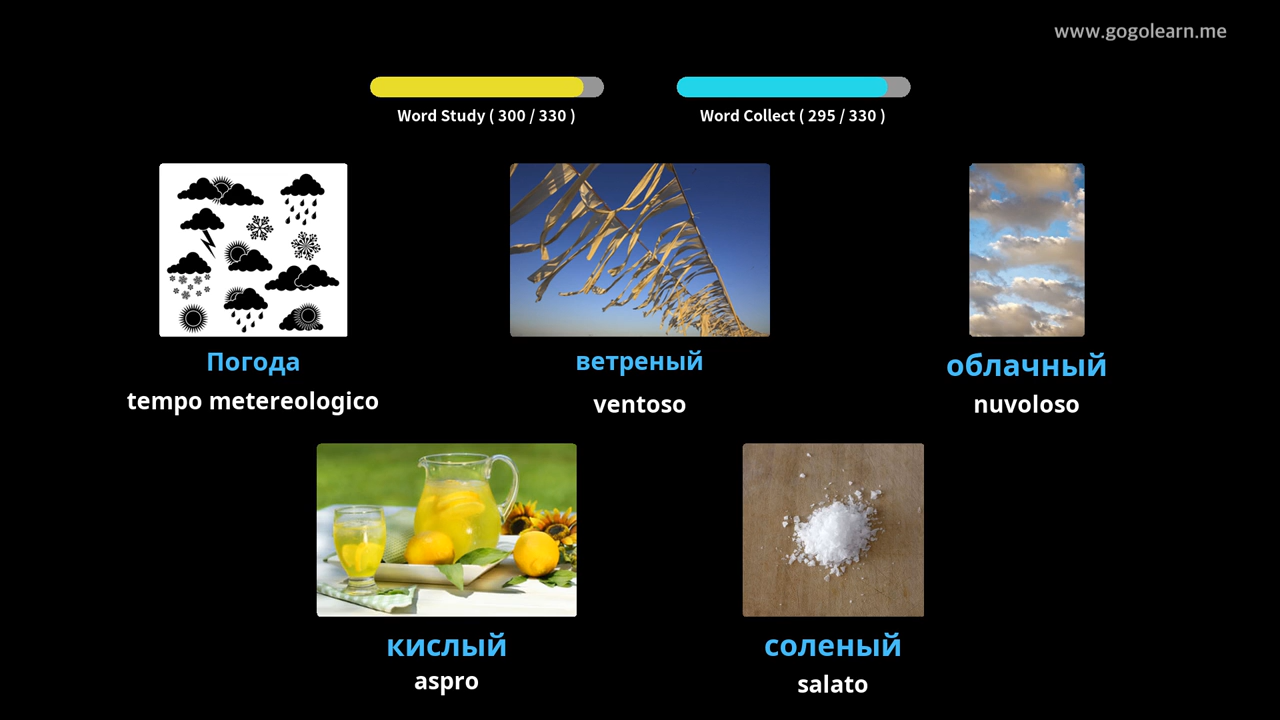 www.gogolearn.me
Word Study ( 300 / 330 )
Word Collect ( 295 / 330 )
Погода
tempo metereologico
ветреный
ventoso
облачный
nuvoloso
кислый
aspro
соленый
salato